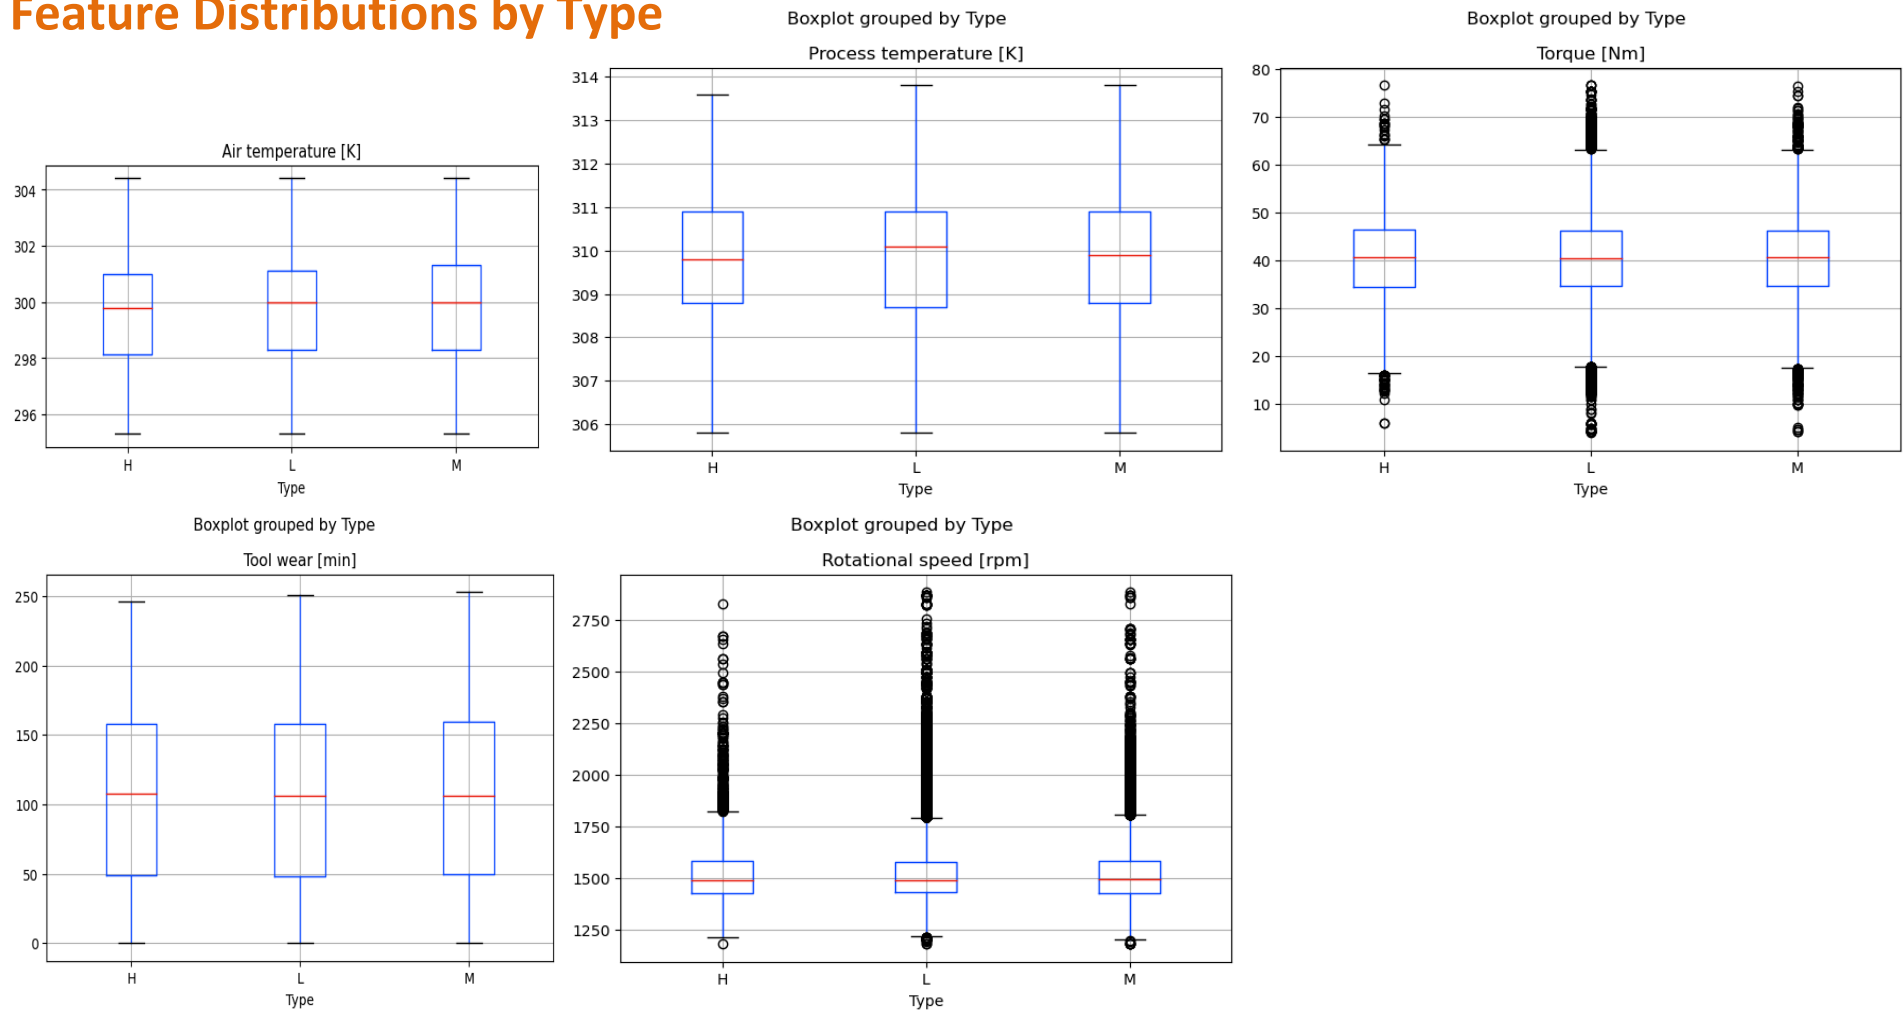 Feature Distributions by Type
Air temperature [K]
304
302
300
298
296
H L M
Type
Boxplot grouped by Type
Process temperature [K]
314
313
312
311
310
309
308
307
306
H L M
Type
Boxplot grouped by Type
Torque [Nm]
80
70
60
50
40
30
20
10
H L M
Type
Boxplot grouped by Type
Tool wear [min]
250
200
150
100
50
0
H L M
Type
Boxplot grouped by Type
Rotational speed [rpm]
2750
2500
2250
2000
1750
1500
1250
H L M
Type